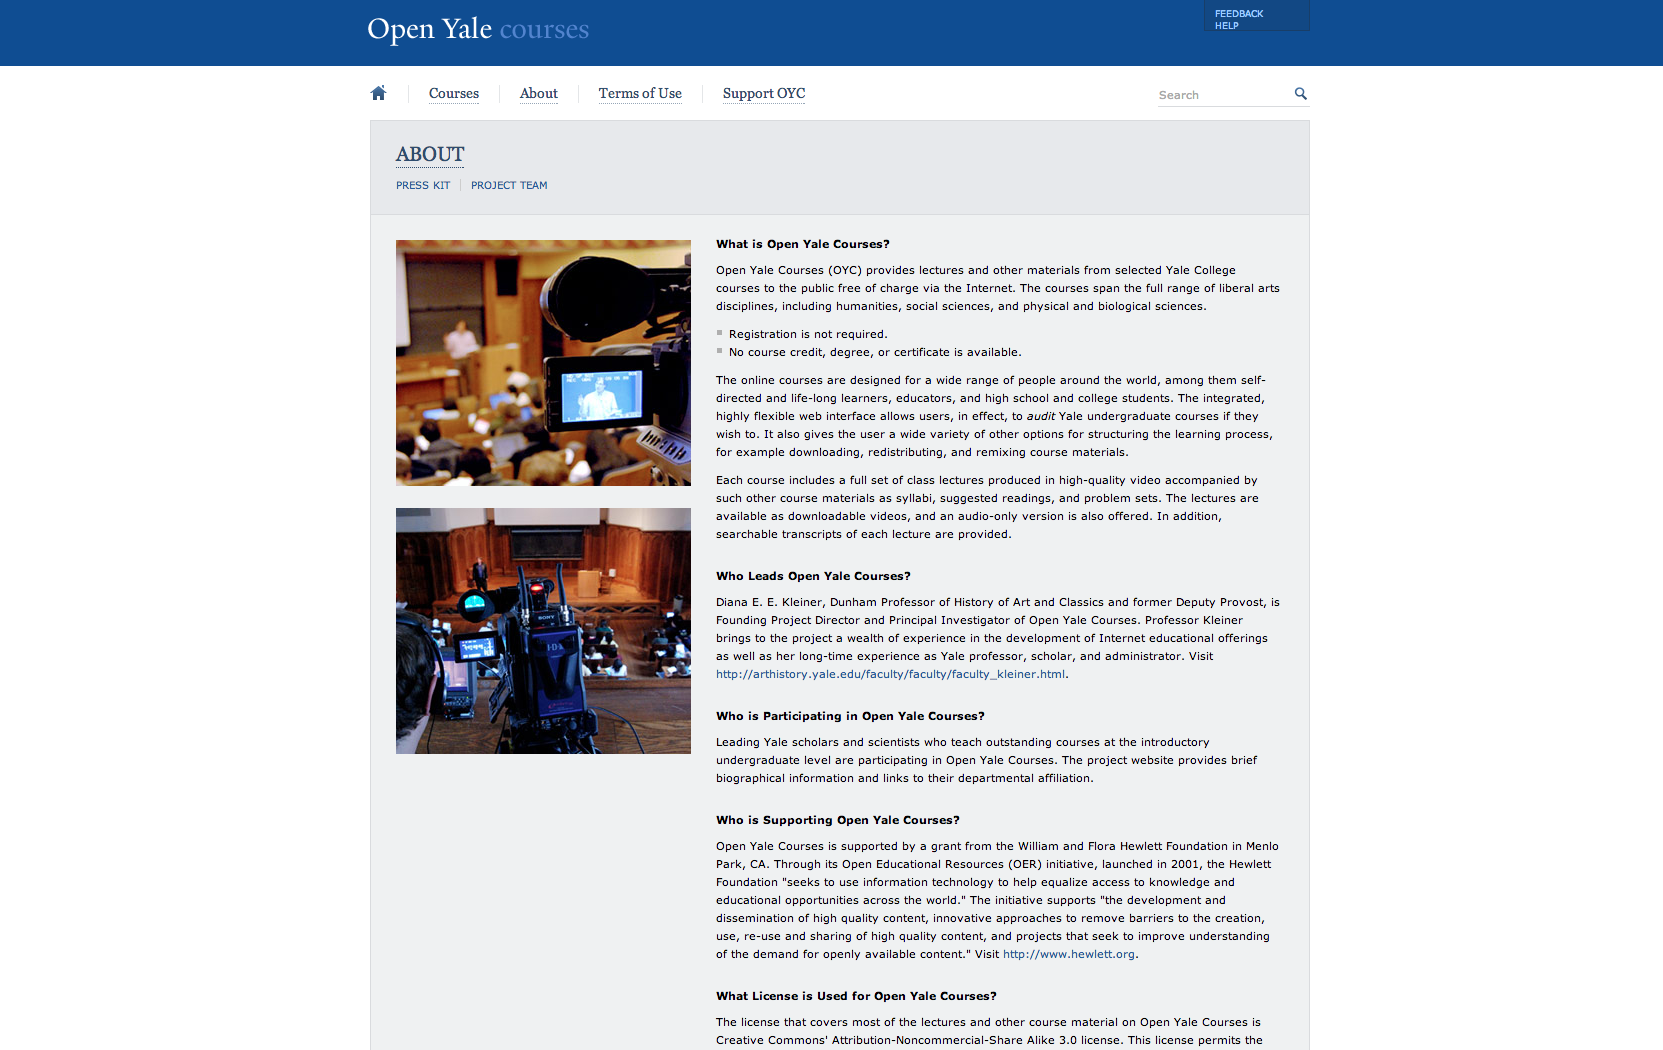 Open Yale courses
FEEDBACK
HELP
Courses
About
Terms of Use
Support OYC
Search
ABOUT
PRESS KIT
PROJECT TEAM
What is Open Yale Courses?
Open Yale Courses (OYC) provides lectures and other materials from selected Yale College
courses to the public free of charge via the Internet. The courses span the full range of liberal arts
disciplines, including humanities, social sciences, and physical and biological sciences.
Registration is not required.
No course credit, degree, or certificate is available.
The online courses are designed for a wide range of people around the world, among them self-
directed and life-long learners, educators, and high school and college students. The integrated,
highly flexible web interface allows users, in effect, to audit Yale undergraduate courses if they
wish to. It also gives the user a wide variety of other options for structuring the learning process,
for example downloading, redistributing, and remixing course materials.
Each course includes a full set of class lectures produced in high-quality video accompanied by
such other course materials as syllabi, suggested readings, and problem sets. The lectures are
available as downloadable videos, and an audio-only version is also offered. In addition,
searchable transcripts of each lecture are provided.
SONY
Who Leads Open Yale Courses?
Diana E. E. Kleiner, Dunham Professor of History of Art and Classics and former Deputy Provost, is
Founding Project Director and Principal Investigator of Open Yale Courses. Professor Kleiner
brings to the project a wealth of experience in the development of Internet educational offerings
as well as her long-time experience as Yale professor, scholar, and administrator. Visit
http://arthistory.yale.edu/faculty/faculty/faculty_kleiner.html.
Who is Participating in Open Yale Courses?
Leading Yale scholars and scientists who teach outstanding courses at the introductory
undergraduate level are participating in Open Yale Courses. The project website provides brief
biographical information and links to their departmental affiliation.
Who is Supporting Open Yale Courses?
Open Yale Courses is supported by a grant from the William and Flora Hewlett Foundation in Menlo
Park, CA. Through its Open Educational Resources (OER) initiative, launched in 2001, the Hewlett
Foundation "seeks to use information technology to help equalize access to knowledge and
educational opportunities across the world." The initiative supports "the development and
dissemination of high quality content, innovative approaches to remove barriers to the creation,
use, re-use and sharing of high quality content, and projects that seek to improve understanding
of the demand for openly available content." Visit http://www.hewlett.org.
What License is Used for Open Yale Courses?
The license that covers most of the lectures and other course material on Open Yale Courses is
Creative Commons' Attribution-Noncommercial-Share Alike 3.0 license. This license permits the